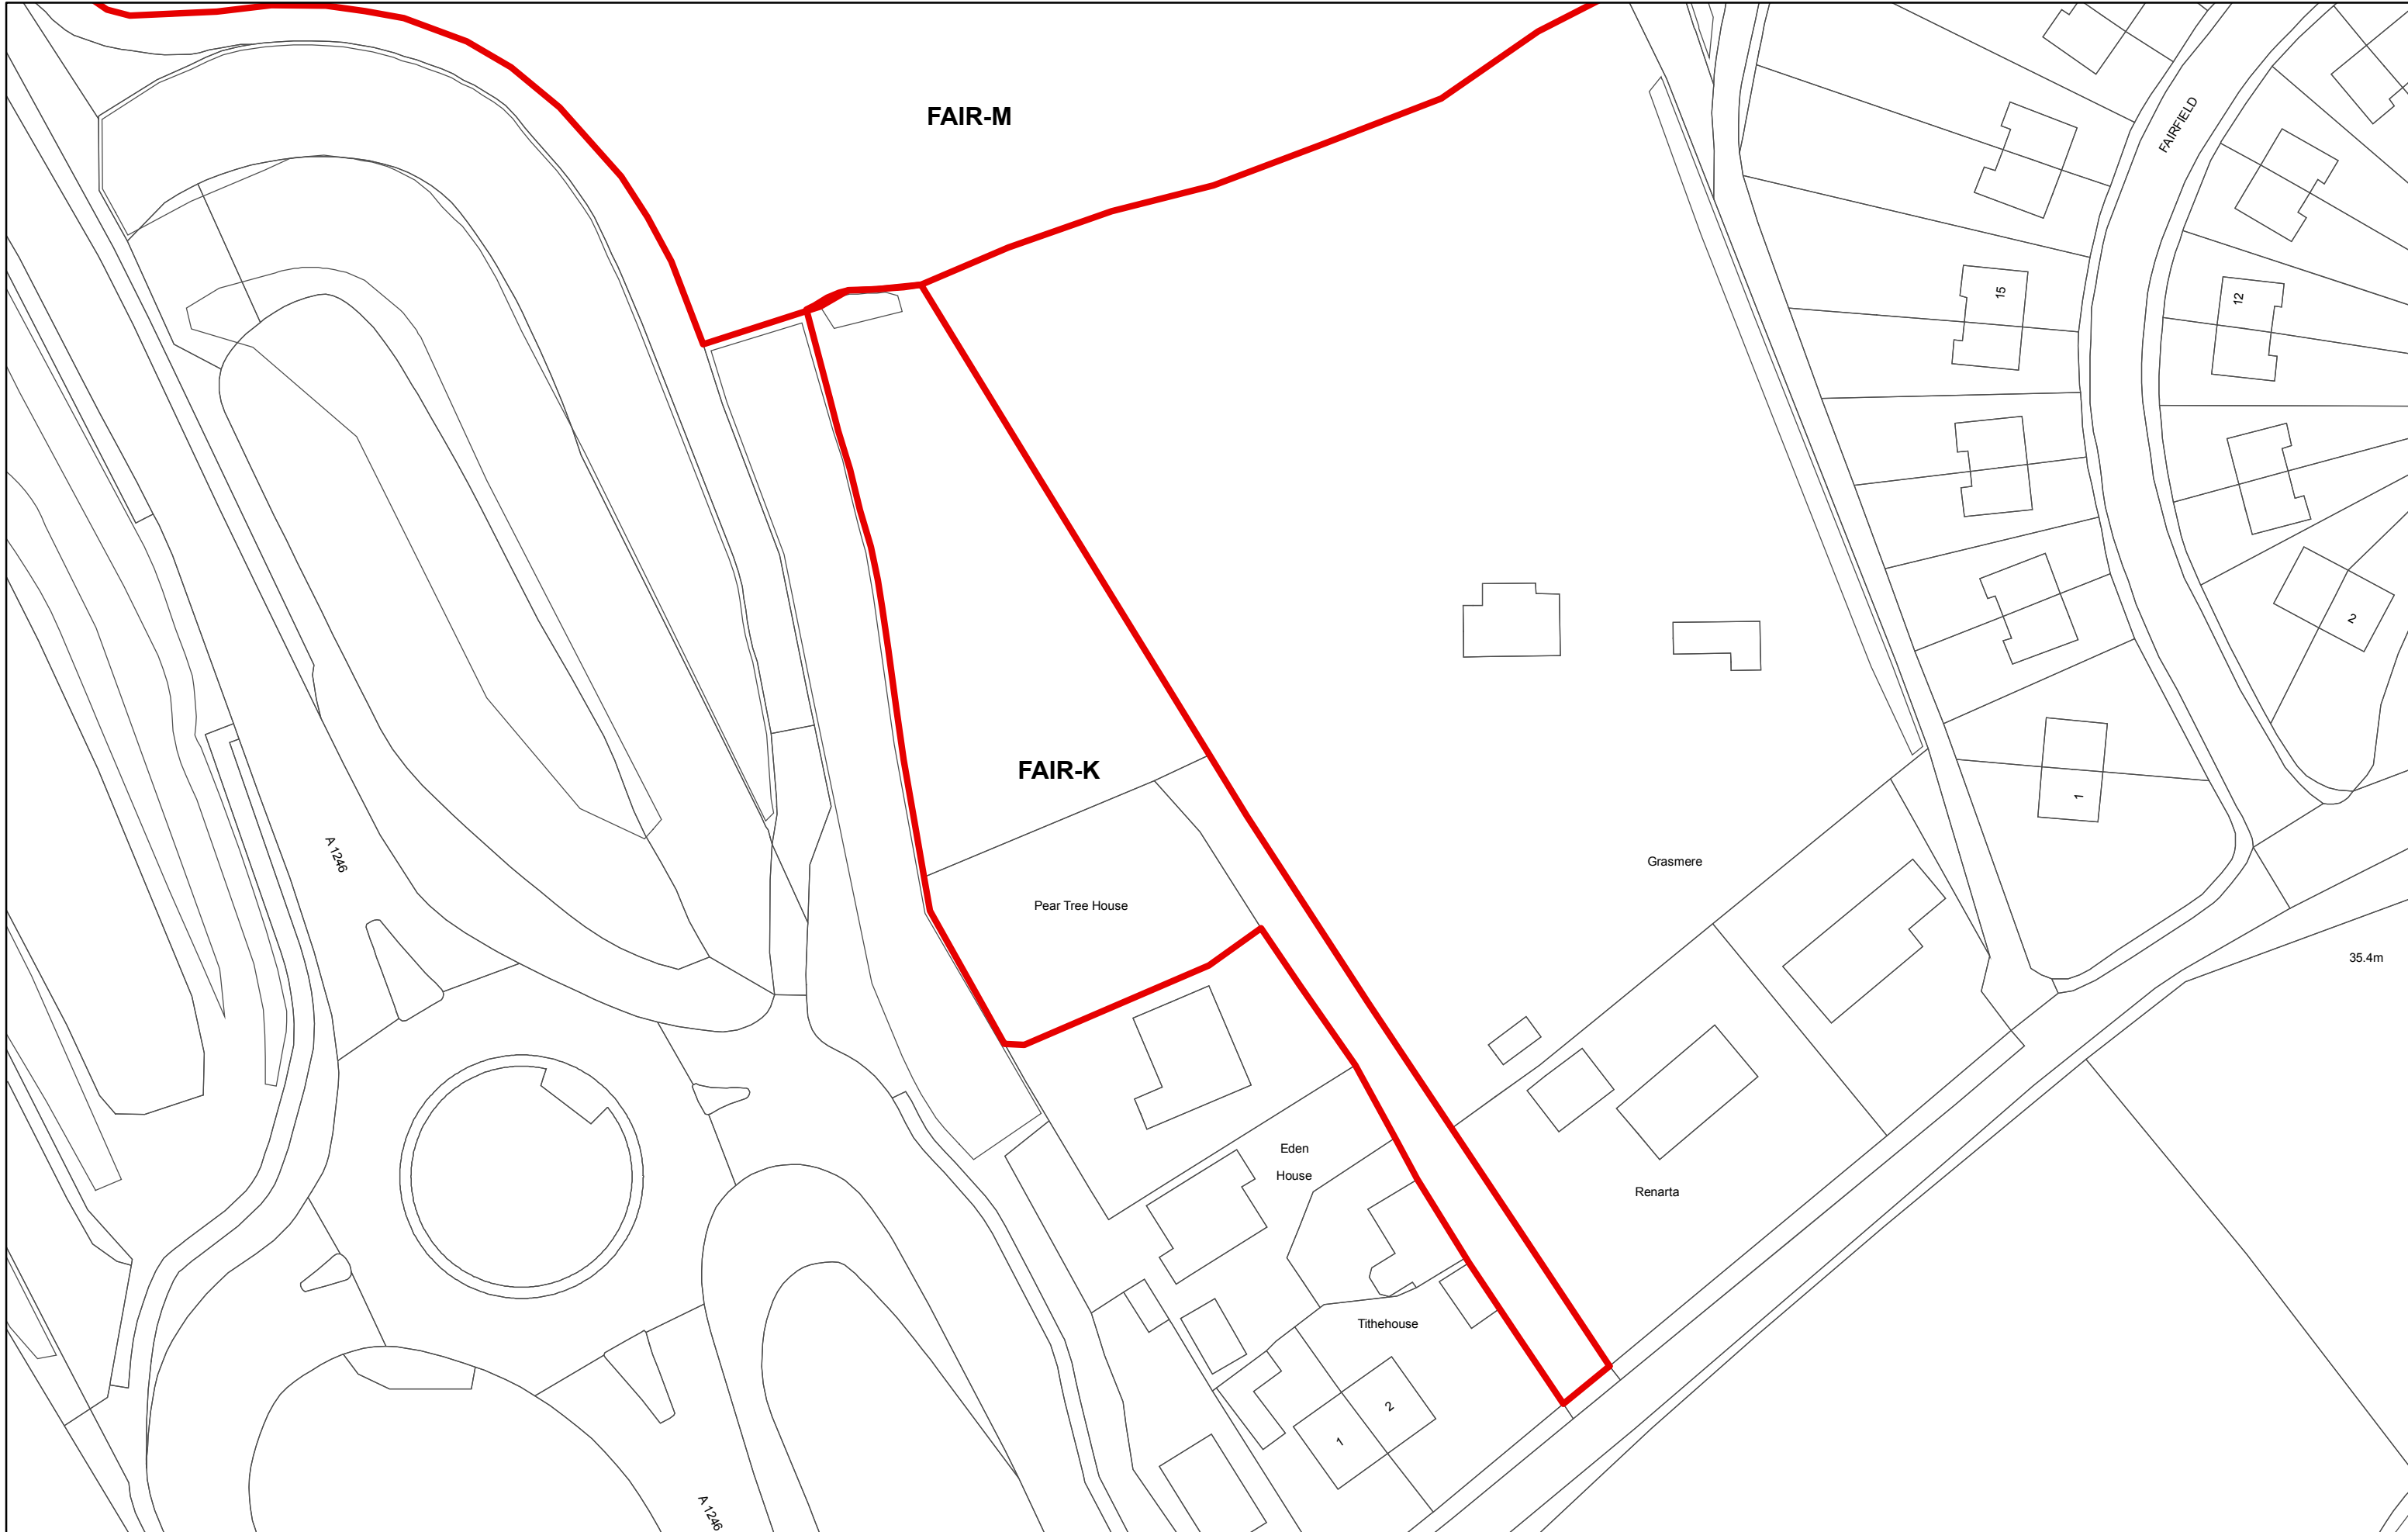 FAIR-M
FAIRFIELD
15
12
2
FAIR-K
1
A 1246
Grasmere
Pear Tree House
35.4m
Eden
House
Renarta
Tithehouse
2
1
A 1246